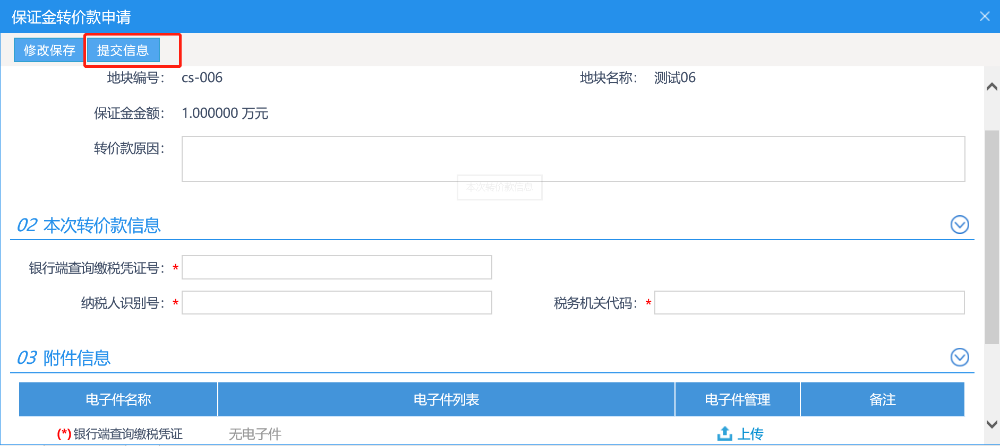 保证金转价款申请
修改保存 提交信息
地块编号： cs-006 地块名称： 测试06
保证金金额： 1.000000 万元
转价款原因：
本次转价款信息
02 本次转价款信息
银行端查询缴税凭证号：*
纳税人识别号：* 税务机关代码：*
03 附件信息
电子件名称 电子件列表 电子件管理 备注
(*)银行端查询缴税凭证 无电子件 上传